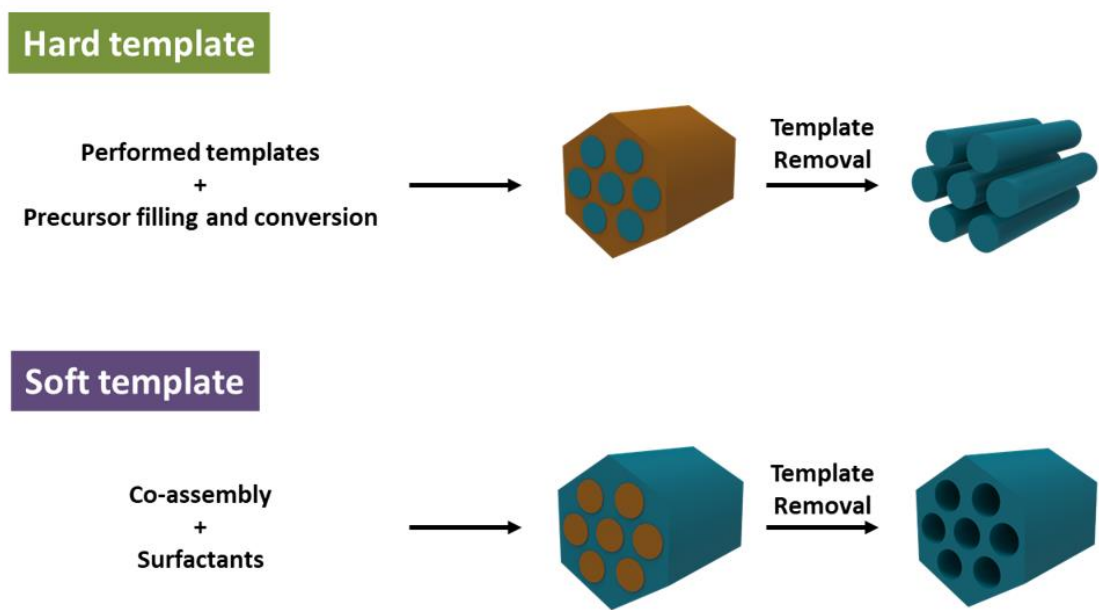 Hard template
Performed templates
+
Precursor filling and conversion
Template
Removal
Soft template
Co-assembly
+
Surfactants
Template
Removal